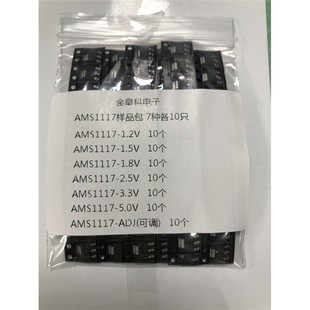 金皇科电子
AMS1117样品包 7种各10只
AMS1117-1.2V 10个
AMS1117-1.5V 10个
AMS1117-1.8V 10个
AMS1117-2.5V 10个
AMS1117-3.3V 10个
AMS1117-5.0V 10个
AMS1117-ADJ(可调) 10个